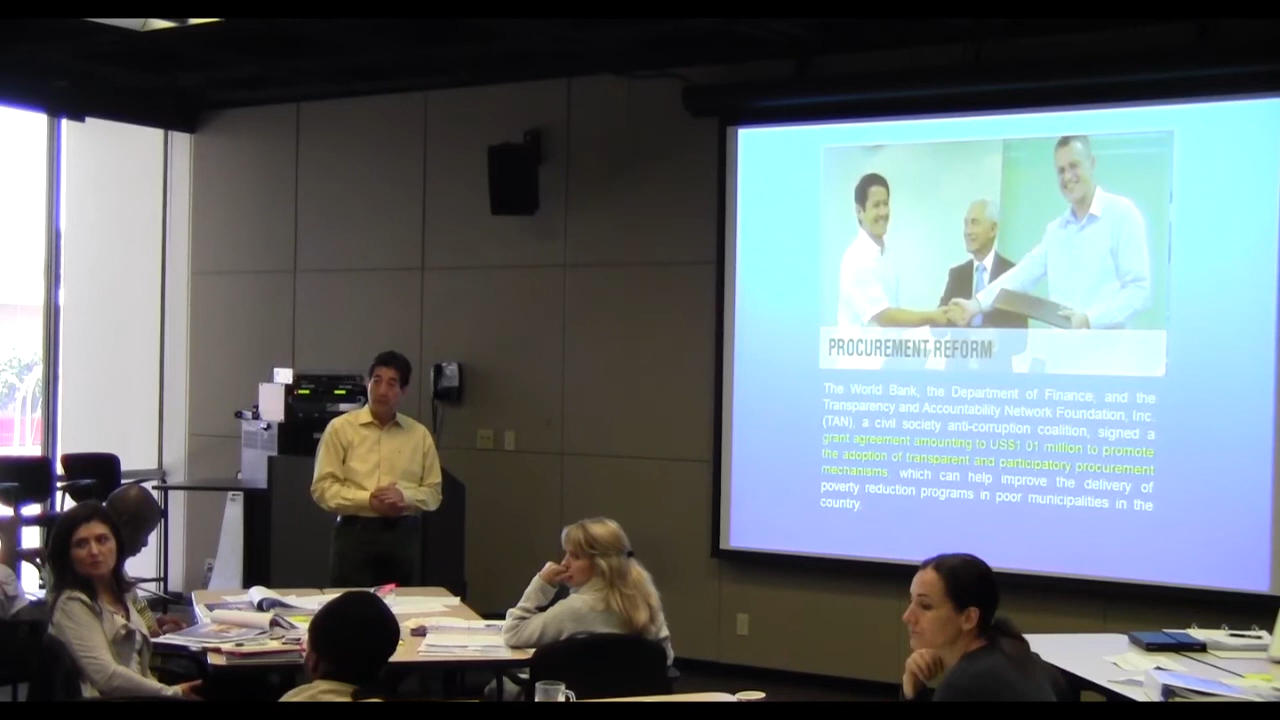 PROCUREMENT REFORM
The World Bank, the Department of Finance, and the
Transparency and Accountability Network Foundation, Inc.
(TAN), a civil society anti-corruption coalition, signed a
grant agreement amounting to US$1.01 million to promote
the adoption of transparent and participatory procurement
mechanisms, which can help improve the delivery of
poverty reduction programs in poor municipalities in the
country.